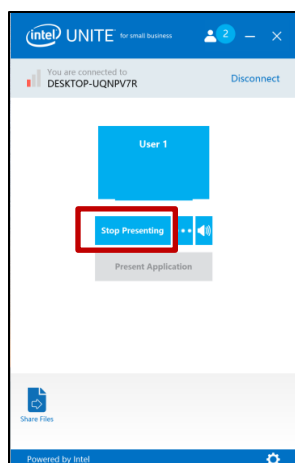 intel UNITE for small business 2
You are connected to
DESKTOP-UQNPV7R
Disconnect
User 1
Stop Presenting
Present Application
Share Files
Powered by Intel